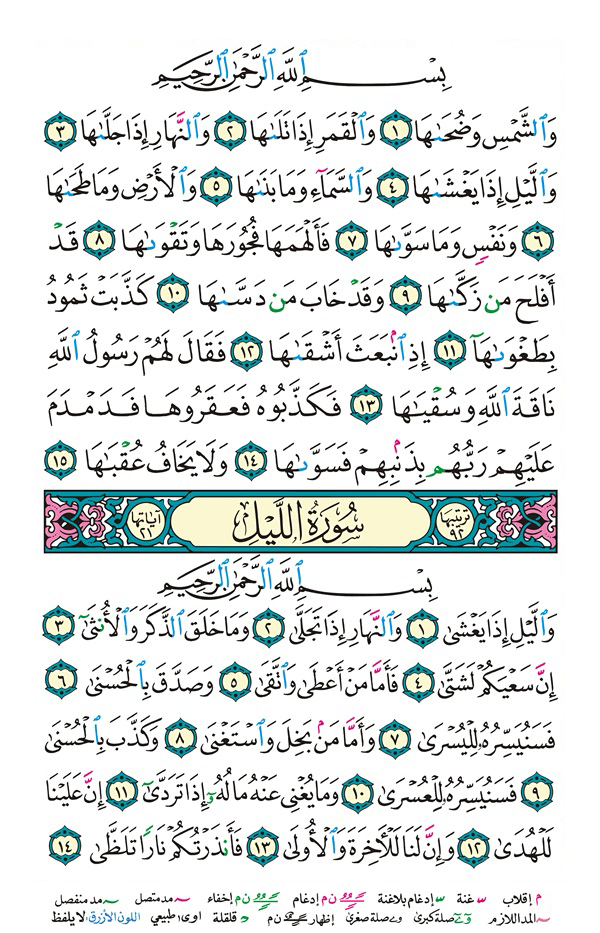 بِسْمِ ٱللَّهِ ٱلرَّحْمَٰنِ ٱلرَّحِيمِ
وَٱلشَّمْسِ وَضُحَىٰهَا ١ وَٱلْقَمَرِ إِذَا تَلَىٰهَا ٢ وَٱلنَّهَارِ إِذَا جَلَّىٰهَا ٣
وَٱلَّيْلِ إِذَا يَغْشَىٰهَا ٤ وَٱلسَّمَآءِ وَمَا بَنَىٰهَا ٥ وَٱلْأَرْضِ وَمَا طَحَىٰهَا
٦ وَنَفْسٍ وَمَا سَوَّىٰهَا ٧ فَأَلْهَمَهَا فُجُورَهَا وَتَقْوَىٰهَا ٨ قَدْ
أَفْلَحَ مَن زَكَّىٰهَا ٩ وَقَدْ خَابَ مَن دَسَّىٰهَا ١٠ كَذَّبَتْ ثَمُودُ
بِطَغْوَىٰهَآ ١١ إِذِ ٱنۢبَعَثَ أَشْقَىٰهَا ١٢ فَقَالَ لَهُمْ رَسُولُ ٱللَّهِ
نَاقَةَ ٱللَّهِ وَسُقْيَـٰهَا ١٣ فَكَذَّبُوهُ فَعَقَرُوهَا فَدَمْدَمَ
عَلَيْهِمْ رَبُّهُم بِذَنۢبِهِمْ فَسَوَّىٰهَا ١٤ وَلَا يَخَافُ عُقْبَـٰهَا ١٥
ترتيبها ٩٢ سُورَةُ اللَّيْلِ آياتها ٢١
بِسْمِ ٱللَّهِ ٱلرَّحْمَٰنِ ٱلرَّحِيمِ
وَٱلَّيْلِ إِذَا يَغْشَىٰ ١ وَٱلنَّهَارِ إِذَا تَجَلَّىٰ ٢ وَمَا خَلَقَ ٱلذَّكَرَ وَٱلْأُنثَىٰٓ ٣
إِنَّ سَعْيَكُمْ لَشَتَّىٰ ٤ فَأَمَّا مَنْ أَعْطَىٰ وَٱتَّقَىٰ ٥ وَصَدَّقَ بِٱلْحُسْنَىٰ ٦
فَسَنُيَسِّرُهُۥ لِلْيُسْرَىٰ ٧ وَأَمَّا مَنۢ بَخِلَ وَٱسْتَغْنَىٰ ٨ وَكَذَّبَ بِٱلْحُسْنَىٰ
٩ فَسَنُيَسِّرُهُۥ لِلْعُسْرَىٰ ١٠ وَمَا يُغْنِي عَنْهُ مَالُهُۥٓ إِذَا تَرَدَّىٰٓ ١١ إِنَّ عَلَيْنَا
لَلْهُدَىٰ ١٢ وَإِنَّ لَنَا لَلْـَٔاخِرَةَ وَٱلْأُولَىٰ ١٣ فَأَنذَرْتُكُمْ نَارًا تَلَظَّىٰ ١٤
م إقلاب غنة إدغام بلاغنة ن م إدغام ن م إخفاء مد متصل مد منفصل
المد اللازم صلة كبرى صلة صغرى إظهار ن م قلقلة اوى: طبيعي اللون الأزرق: لا يلفظ